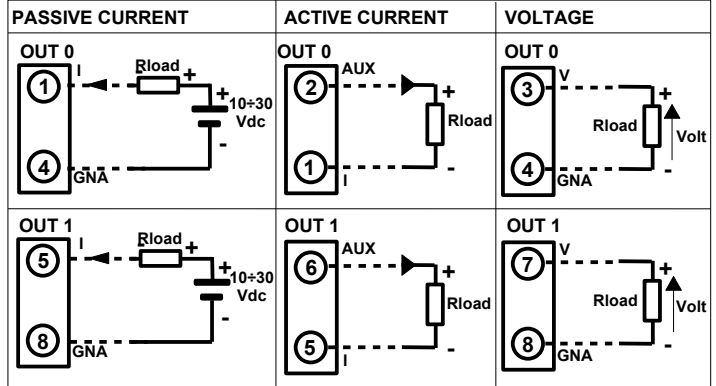 PASSIVE CURRENT
ACTIVE CURRENT
VOLTAGE
OUT 0
1
I
Rload
-
+
+
10÷30
Vdc
-
4
GNA
OUT 0
2
AUX
+
Rload
1
I
-
OUT 0
3
V
+
Rload
Volt
4
GNA
-
OUT 1
5
I
Rload
-
+
+
10÷30
Vdc
-
8
GNA
OUT 1
6
AUX
+
Rload
5
I
-
OUT 1
7
V
+
Rload
Volt
8
GNA
-